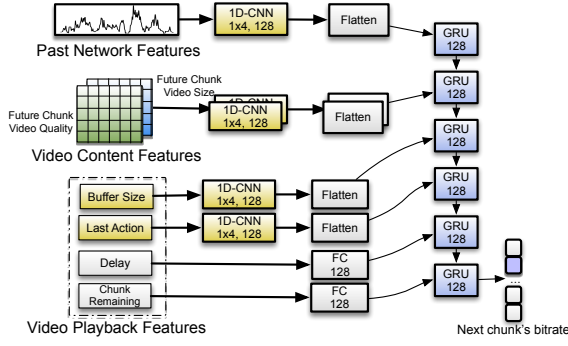 1D-CNN
1x4, 128
Flatten
GRU
128
Past Network Features
Future Chunk
Video Size
Future Chunk
Video Quality
1D-CNN
1D-CNN
1x4, 128
Flatten
GRU
128
Video Content Features
GRU
128
Buffer Size
1D-CNN
1x4, 128
Flatten
GRU
128
Last Action
1D-CNN
1x4, 128
Flatten
GRU
128
Delay
FC
128
GRU
128
Chunk
Remaining
FC
128
...
Video Playback Features
Next chunk's bitrate